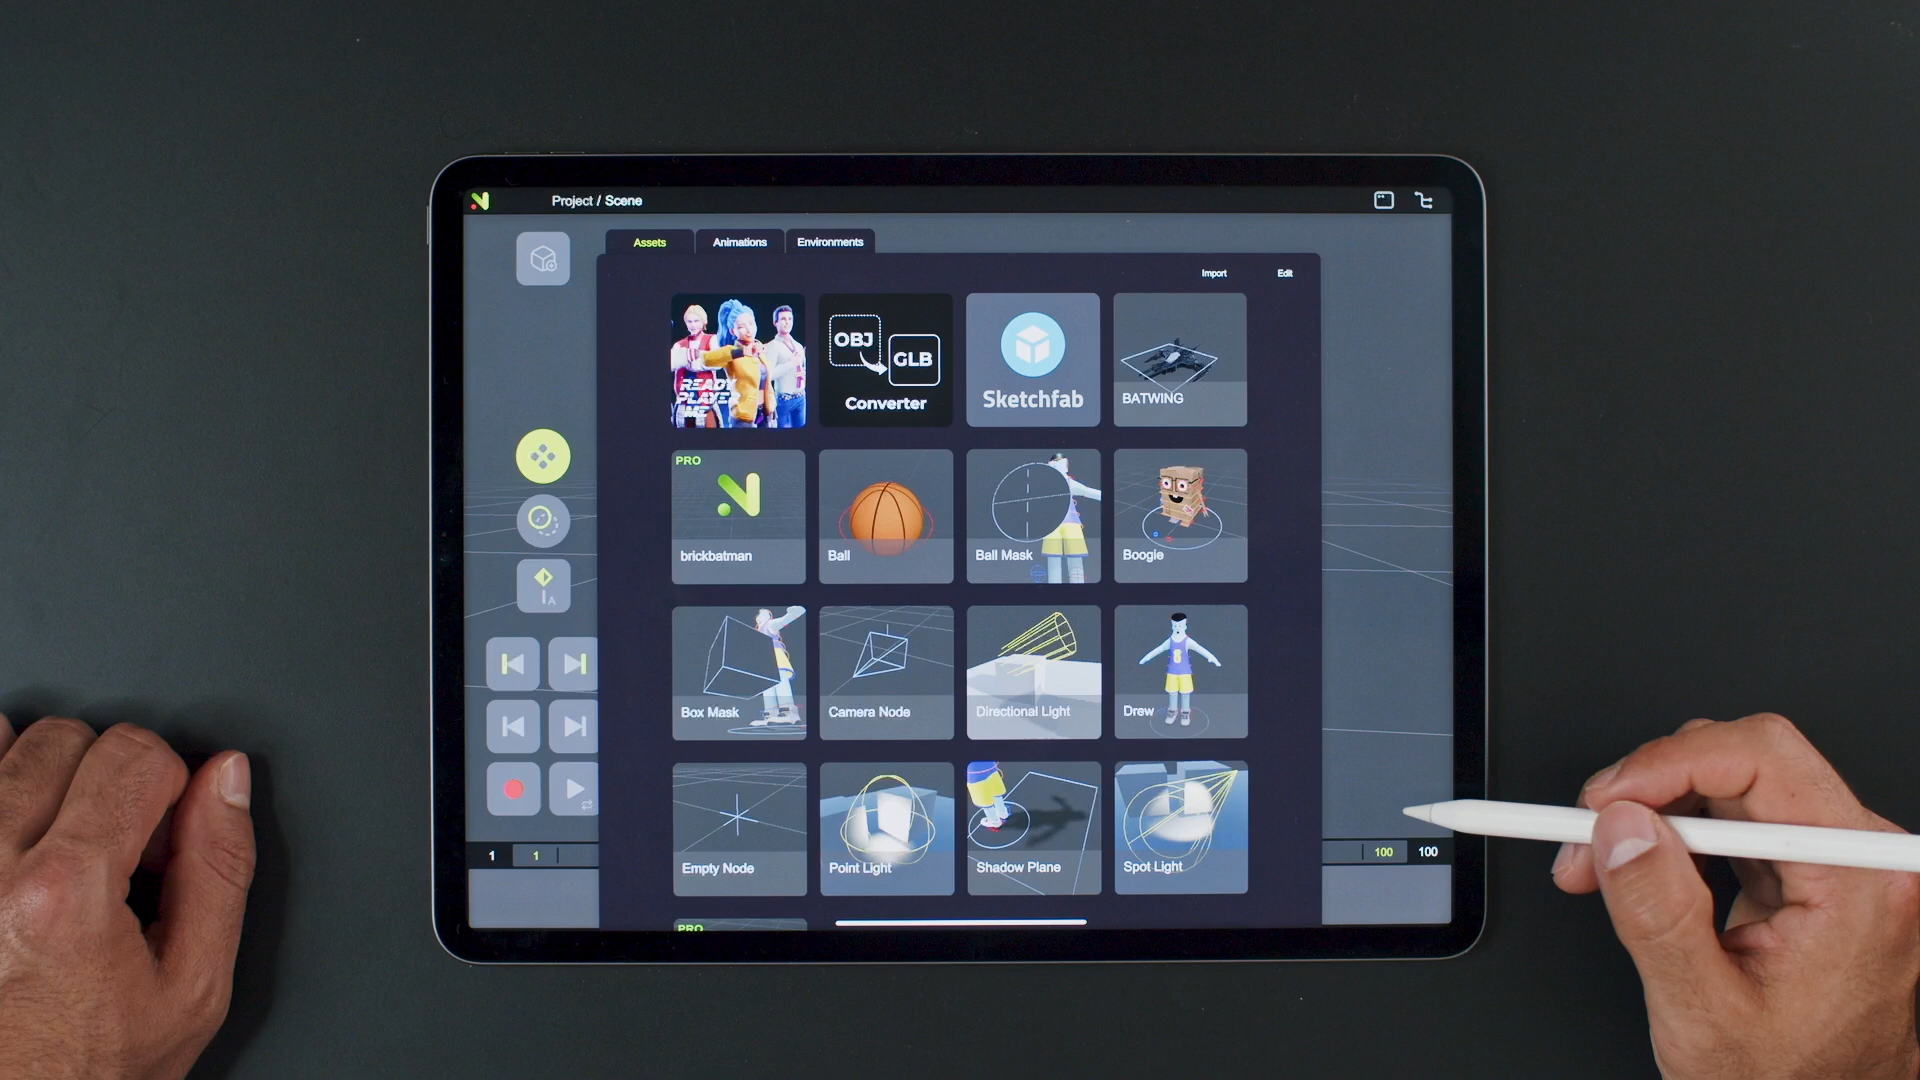 Project / Scene
Assets
Animations
Environments
Import
Edit
READY
PLAYER
ME
OBJ
GLB
Converter
Sketchfab
BATWING
PRO
brickbatman
Ball
Ball Mask
Boogie
Box Mask
Camera Node
Directional Light
Drew
A
1
1
100
100
Empty Node
Point Light
Shadow Plane
Spot Light
PRO